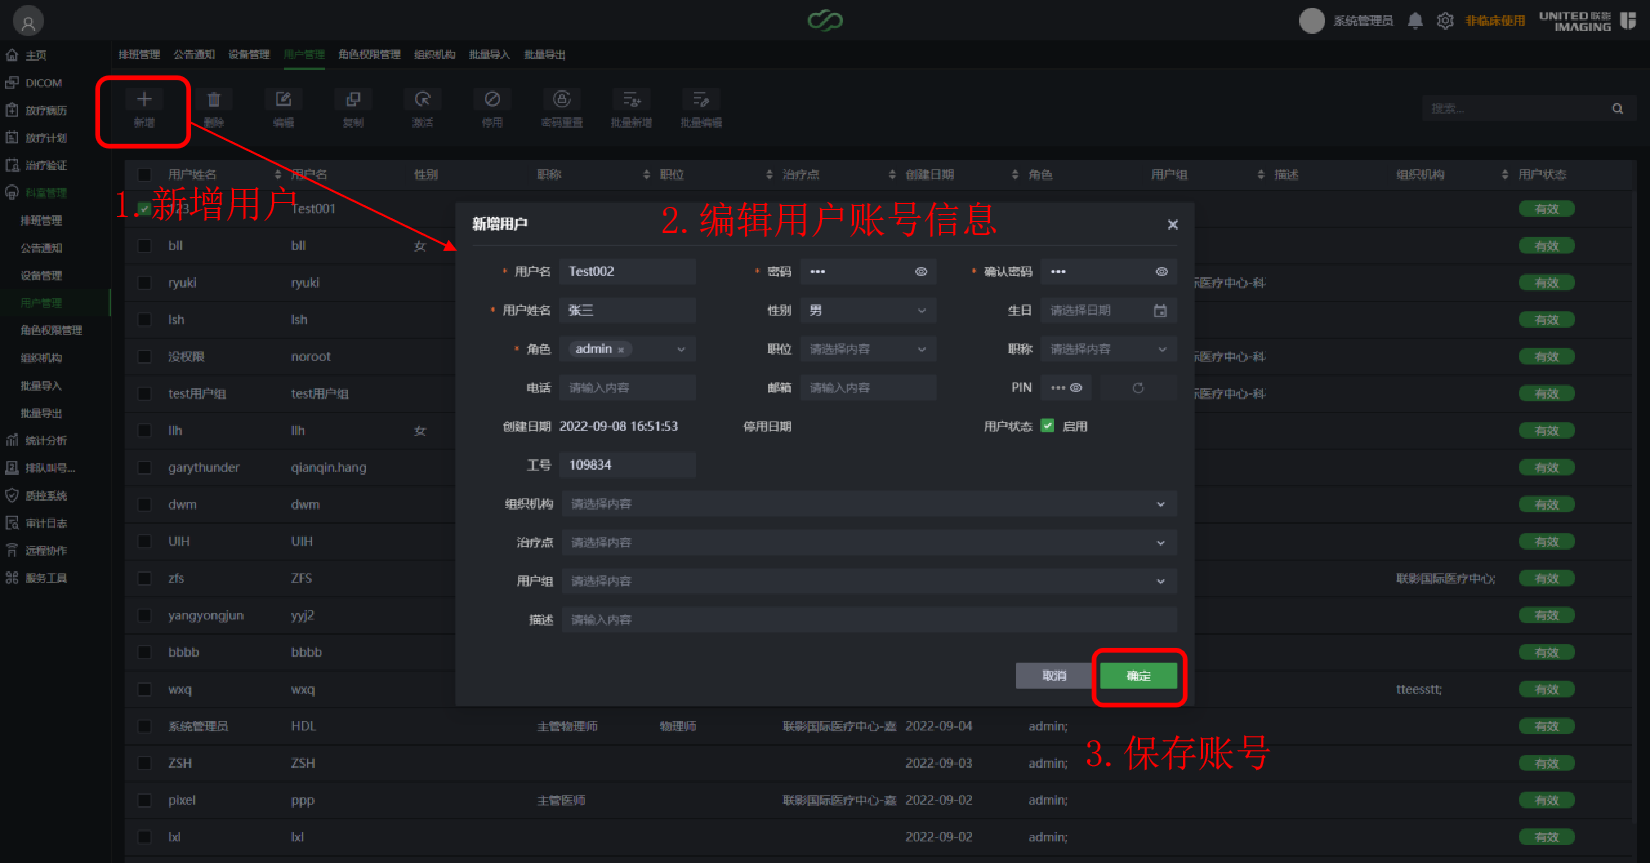 系统管理员 非临床使用 UNITED 联影 IMAGING
主页
DICOM
放疗病历
放疗计划
治疗验证
科室管理
排班管理
公告通知
设备管理
用户管理
角色权限管理
组织机构
批量导入
批量导出
统计分析
排队叫号...
质控系统
审计日志
远程协作
服务工具
排班管理 公告通知 设备管理 用户管理 角色权限管理 组织机构 批量导入 批量导出
新增 删除 编辑 复制 激活 停用 密码重置 批量新增 批量编辑
搜索...
用户姓名 用户名 性别 职称 职位 治疗点 创建日期 角色 用户组 描述 组织机构 用户状态
1.新增用户
Test001 有效
bll bll 女 有效
ryuki ryuki 医疗中心-科 有效
lsh lsh 有效
没权限 noroot 医疗中心-科 有效
test用户组 test用户组 医疗中心-科 有效
llh llh 女 有效
garythunder qianqin.hang 有效
dwm dwm 有效
UIH UIH 有效
zfs ZFS 联影国际医疗中心; 有效
yangyongjun yyj2 有效
bbbb bbbb 有效
wxq wxq tteesstt; 有效
系统管理员 HDL 主管物理师 物理师 联影国际医疗中心-嘉 2022-09-04 admin; 有效
ZSH ZSH 2022-09-03 admin; 有效
pixel ppp 主管医师 联影国际医疗中心-嘉 2022-09-02 admin; 有效
lxl lxl 2022-09-02 admin; 有效
新增用户
2.编辑用户账号信息
* 用户名 Test002 * 密码 ••• * 确认密码 •••
* 用户姓名 张三 性别 男 生日 请选择日期
* 角色 admin × 职位 请选择内容 职称 请选择内容
电话 请输入内容 邮箱 请输入内容 PIN •••
创建日期 2022-09-08 16:51:53 停用日期 用户状态 启用
工号 109834
组织机构 请选择内容
治疗点 请选择内容
用户组 请选择内容
描述 请输入内容
取消 确定
3.保存账号